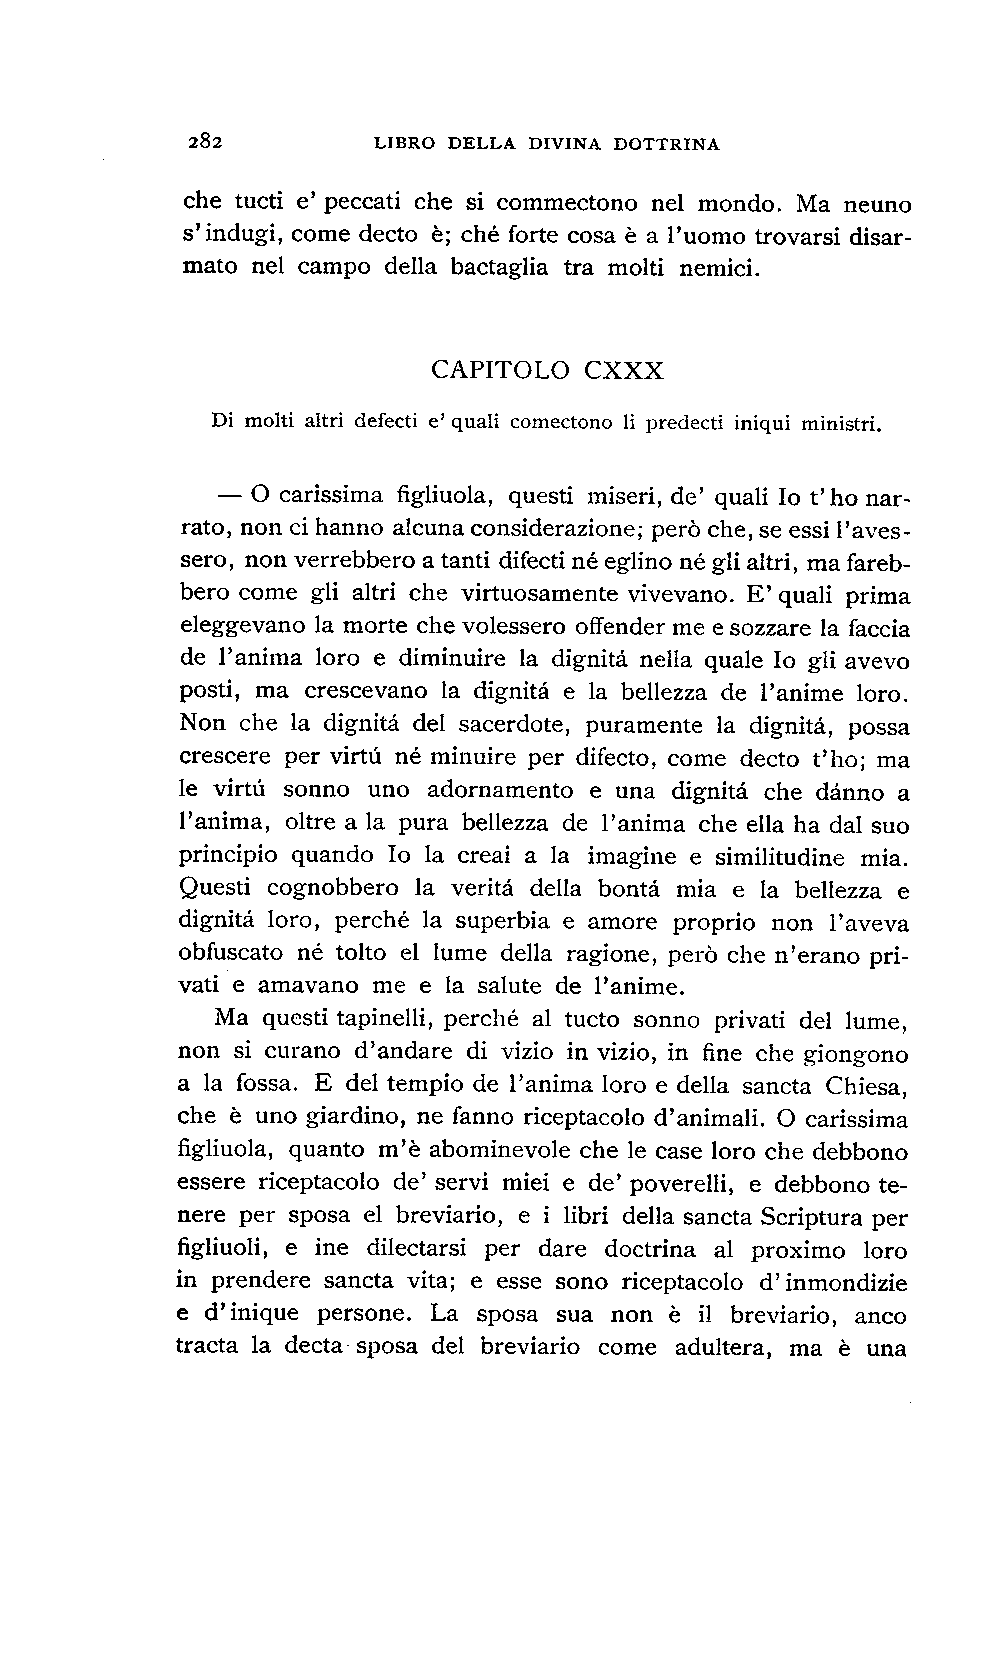 282 LIBRO DELLA DIVINA DOTTRINA
che tucti e' peccati che si commectono nel mondo. Ma neuno
s'indugi, come decto è; ché forte cosa è a l'uomo trovarsi disar-
mato nel campo della bactaglia tra molti nemici.
CAPITOLO CXXX
Di molti altri defecti e' quali comectono li predecti iniqui ministri.
— O carissima figliuola, questi miseri, de' quali Io t'ho nar-
rato, non ci hanno alcuna considerazione; però che, se essi l'aves-
sero, non verrebbero a tanti difecti né eglino né gli altri, ma fareb-
bero come gli altri che virtuosamente vivevano. E' quali prima
eleggevano la morte che volessero offender me e sozzare la faccia
de l'anima loro e diminuire la dignitá nella quale Io gli avevo
posti, ma crescevano la dignitá e la bellezza de l'anime loro.
Non che la dignitá del sacerdote, puramente la dignitá, possa
crescere per virtú né minuire per difecto, come decto t'ho; ma
le virtú sonno uno adornamento e una dignitá che dánno a
l'anima, oltre a la pura bellezza de l'anima che ella ha dal suo
principio quando Io la creai a la imagine e similitudine mia.
Questi cognobbero la veritá della bontá mia e la bellezza e
dignitá loro, perché la superbia e amore proprio non l'aveva
obfuscato né tolto el lume della ragione, però che n'erano pri-
vati e amavano me e la salute de l'anime.
Ma questi tapinelli, perché al tucto sonno privati del lume,
non si curano d'andare di vizio in vizio, in fine che giongono
a la fossa. E del tempio de l'anima loro e della sancta Chiesa,
che è uno giardino, ne fanno riceptacolo d'animali. O carissima
figliuola, quanto m'è abominevole che le case loro che debbono
essere riceptacolo de' servi miei e de' poverelli, e debbono te-
nere per sposa el breviario, e i libri della sancta Scriptura per
figliuoli, e ine dilectarsi per dare doctrina al proximo loro
in prendere sancta vita; e esse sono riceptacolo d'inmondizie
e d'inique persone. La sposa sua non è il breviario, anco
tracta la decta sposa del breviario come adultera, ma è una